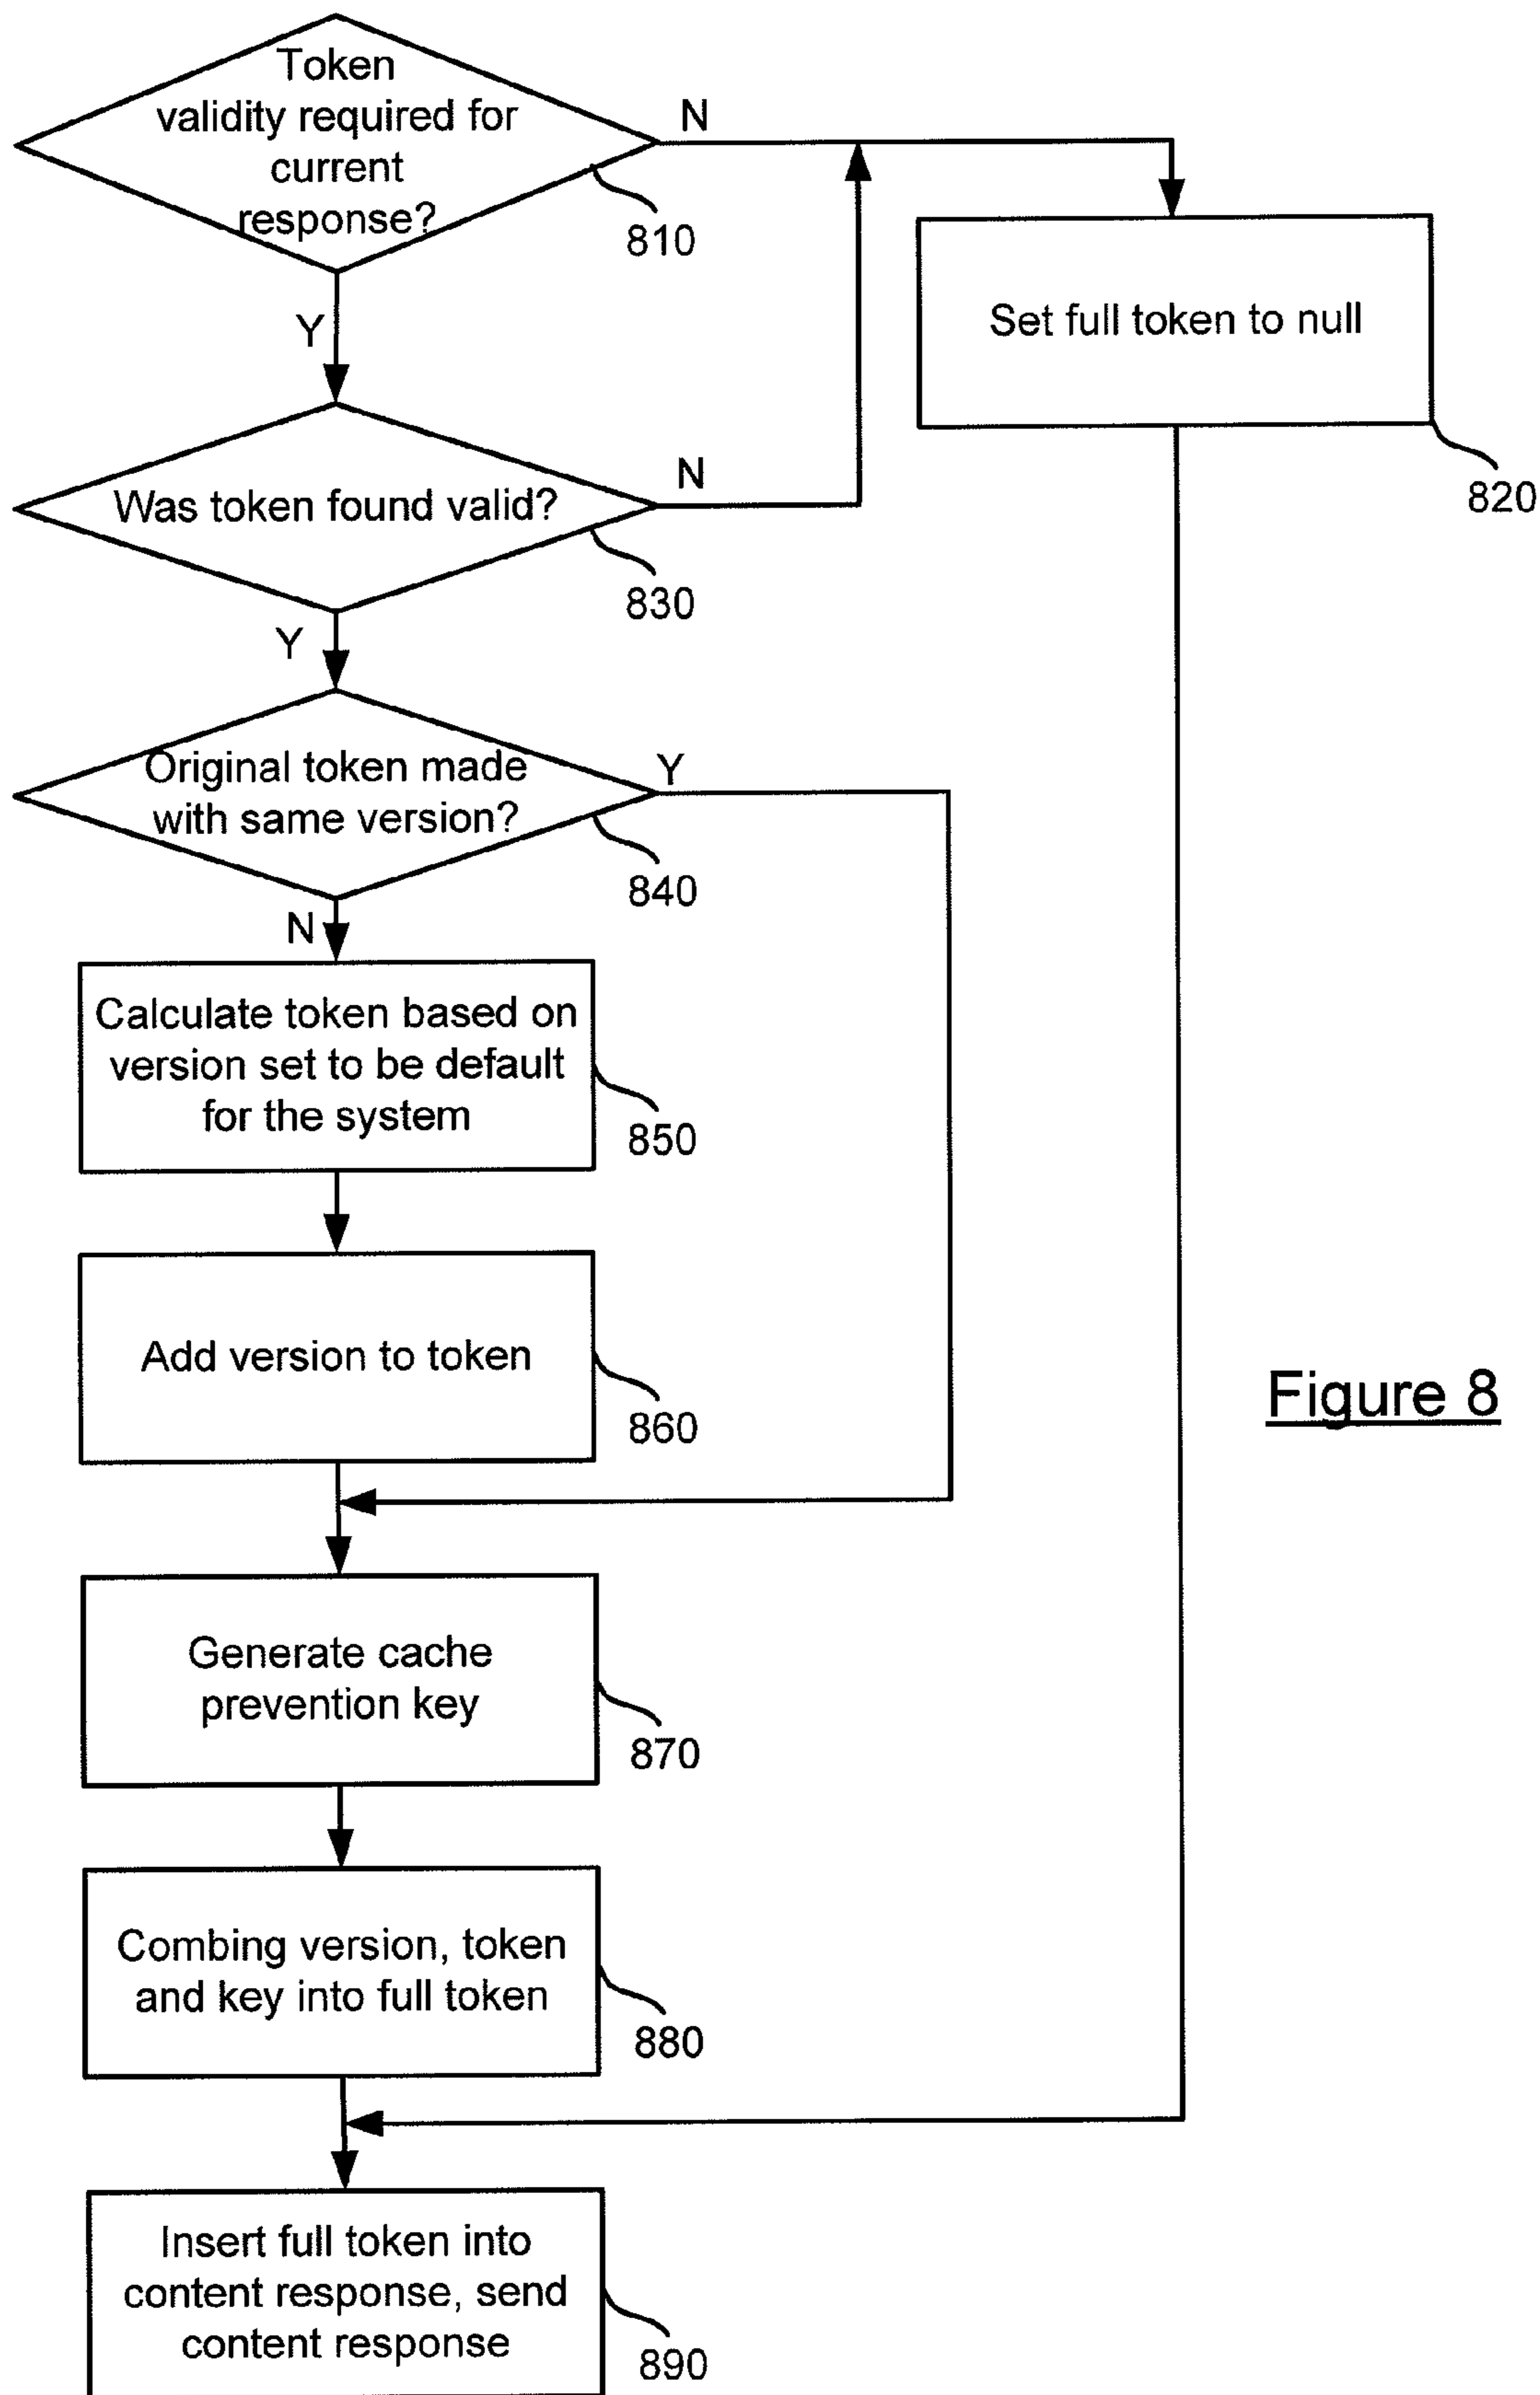 Token
validity required for
current
response?
N
810
Set full token to null
820
Y
Was token found valid?
N
830
Y
Original token made
with same version?
Y
840
N
Calculate token based on
version set to be default
for the system
850
Add version to token
860
Figure 8
Generate cache
prevention key
870
Combing version, token
and key into full token
880
Insert full token into
content response, send
content response
890